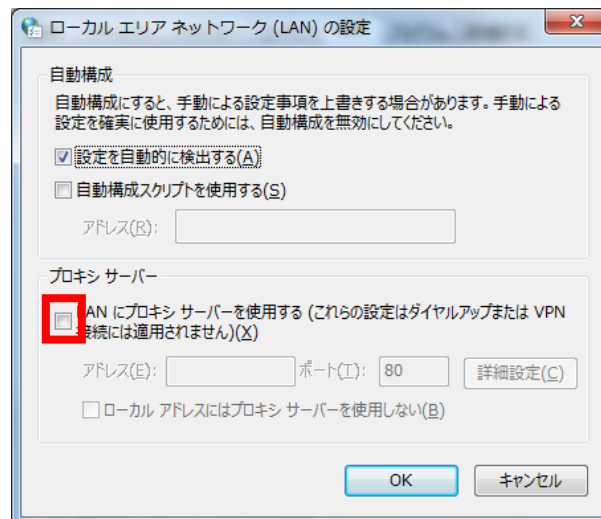 ローカル エリア ネットワーク (LAN) の設定
自動構成
自動構成にすると、手動による設定事項を上書きする場合があります。手動による
設定を確実に使用するためには、自動構成を無効にしてください。
設定を自動的に検出する(A)
自動構成スクリプトを使用する(S)
アドレス(R):
プロキシ サーバー
LAN にプロキシ サーバーを使用する (これらの設定はダイヤルアップまたは VPN
接続には適用されません)(X)
アドレス(E): ポート(T): 80 詳細設定(C)
ローカル アドレスにはプロキシ サーバーを使用しない(B)
OK キャンセル